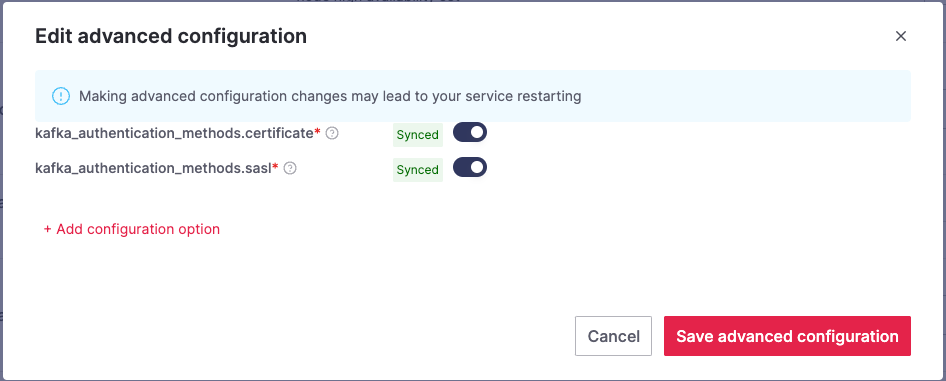 Edit advanced configuration
Making advanced configuration changes may lead to your service restarting
kafka_authentication_methods.certificate* Synced
kafka_authentication_methods.sasl* Synced
+ Add configuration option
Cancel Save advanced configuration